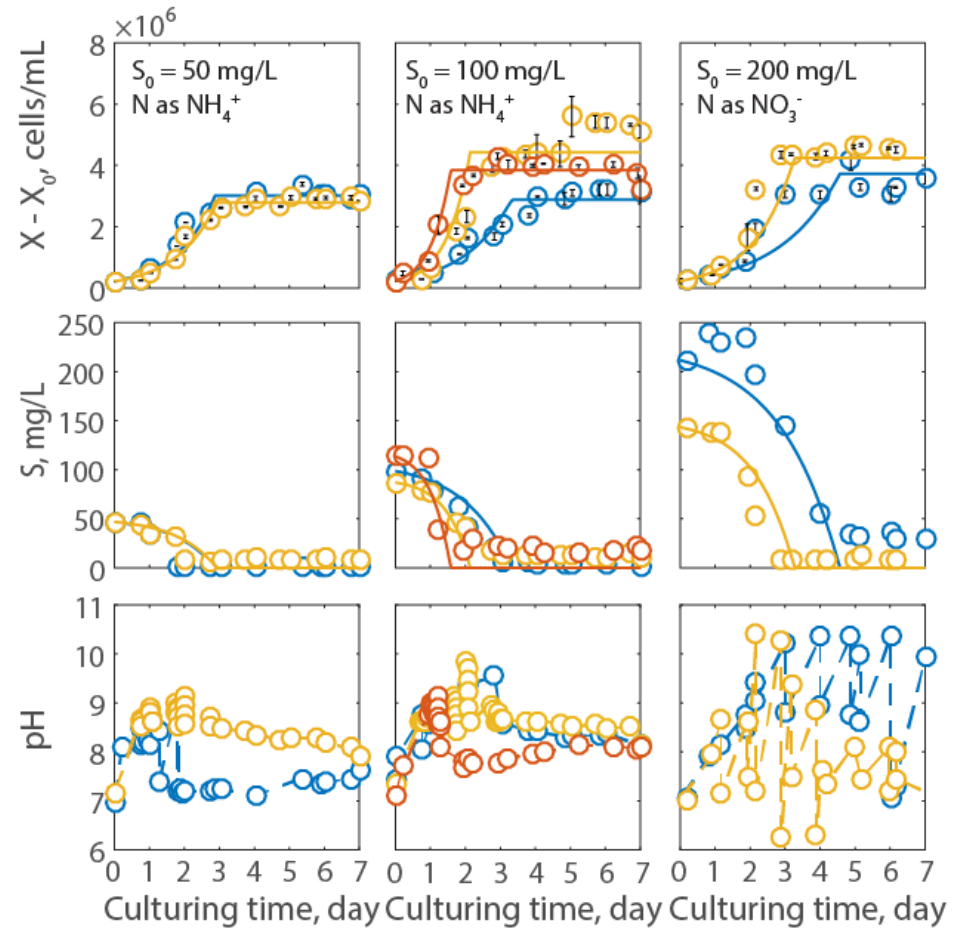 ×10⁶
X - X₀, cells/mL
8
6
4
2
0
S₀ = 50 mg/L
N as NH₄⁺
S₀ = 100 mg/L
N as NH₄⁺
S₀ = 200 mg/L
N as NO₃⁻
S, mg/L
250
200
150
100
50
0
pH
11
10
9
8
7
6
0 1 2 3 4 5 6 7
0 1 2 3 4 5 6 7
0 1 2 3 4 5 6 7
Culturing time, day
Culturing time, day
Culturing time, day